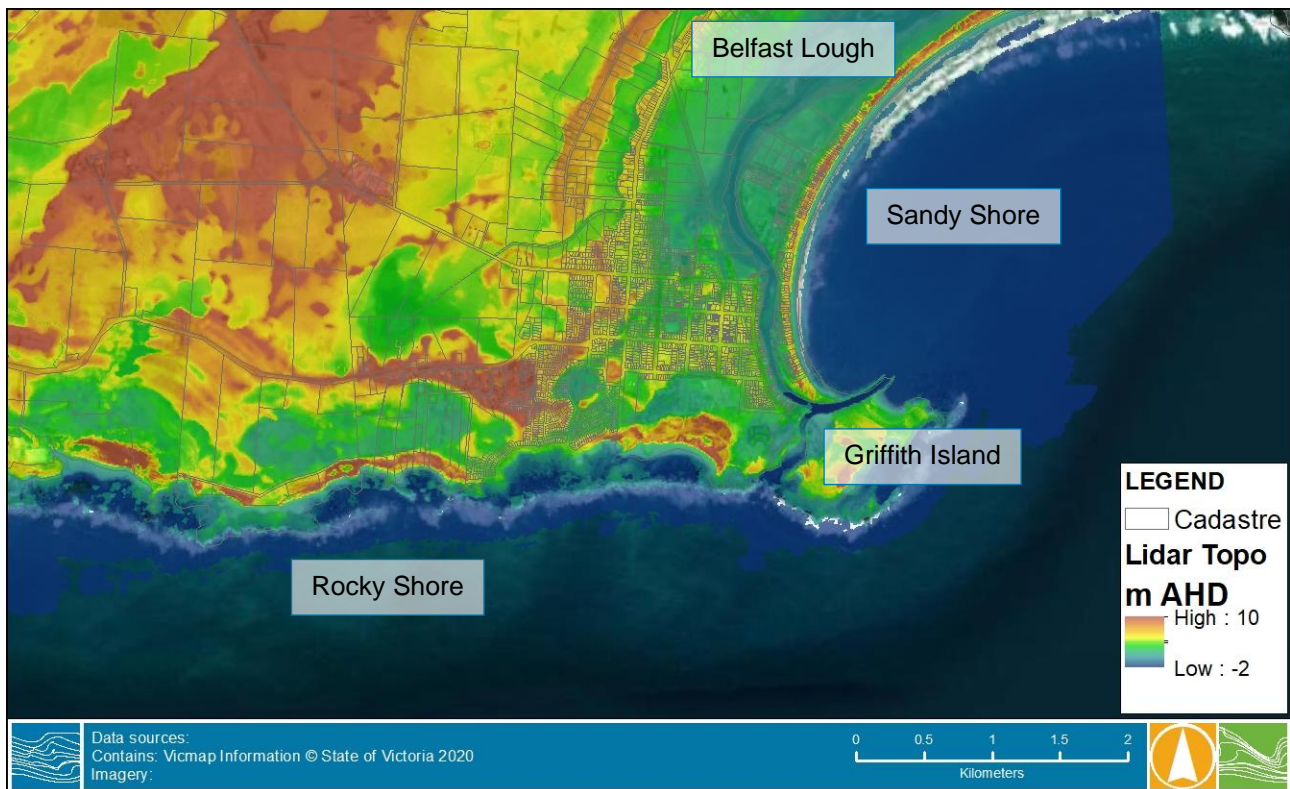 Belfast Lough
Sandy Shore
Griffith Island
Rocky Shore
LEGEND
Cadastre
Lidar Topo
m AHD
High : 10
Low : -2
Data sources:
Contains: Vicmap Information © State of Victoria 2020
Imagery:
0 0.5 1 1.5 2
Kilometers